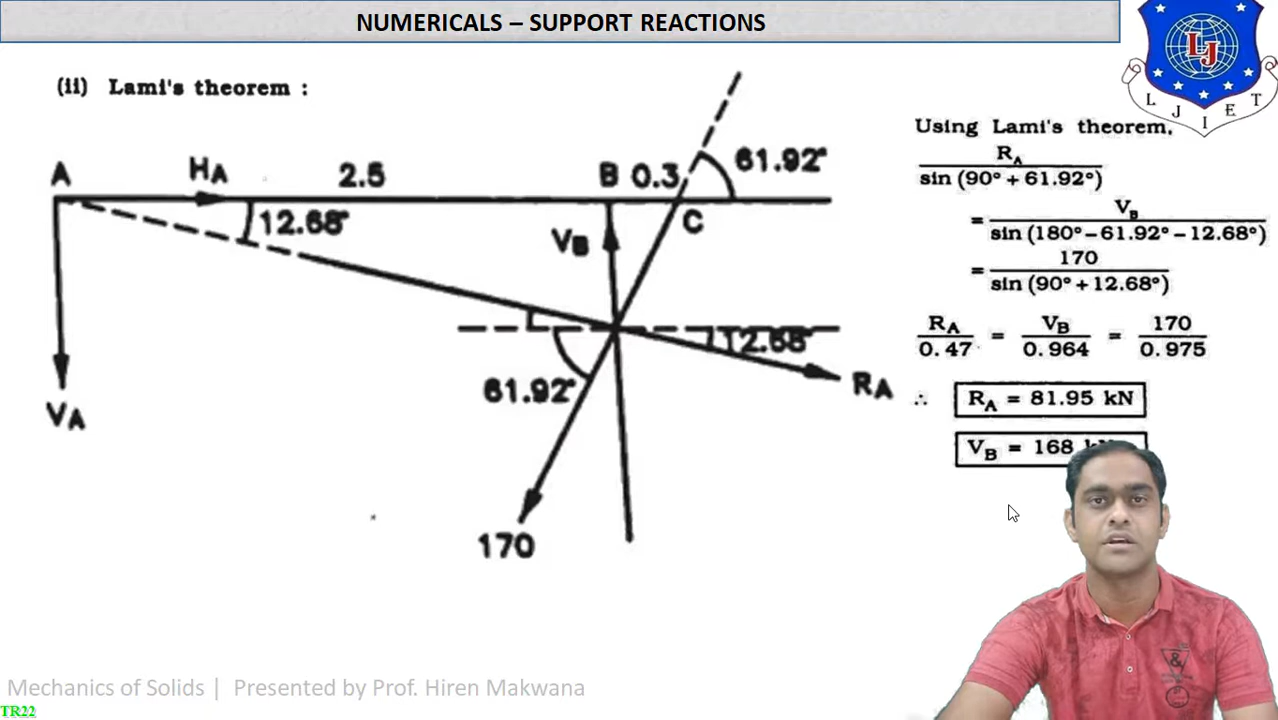 NUMERICALS – SUPPORT REACTIONS
LJ
L J I E T
(ii) Lami's theorem :
A
HA
2.5
B 0.3
61.92°
12.68°
VB
C
VA
12.68°
61.92°
RA
170
Using Lami's theorem,
RA
sin (90° + 61.92°)
= VB
sin (180° – 61.92° – 12.68°)
= 170
sin (90° + 12.68°)
RA = VB = 170
0.47 0.964 0.975
∴ RA = 81.95 kN
VB = 168
Mechanics of Solids | Presented by Prof. Hiren Makwana
TR22